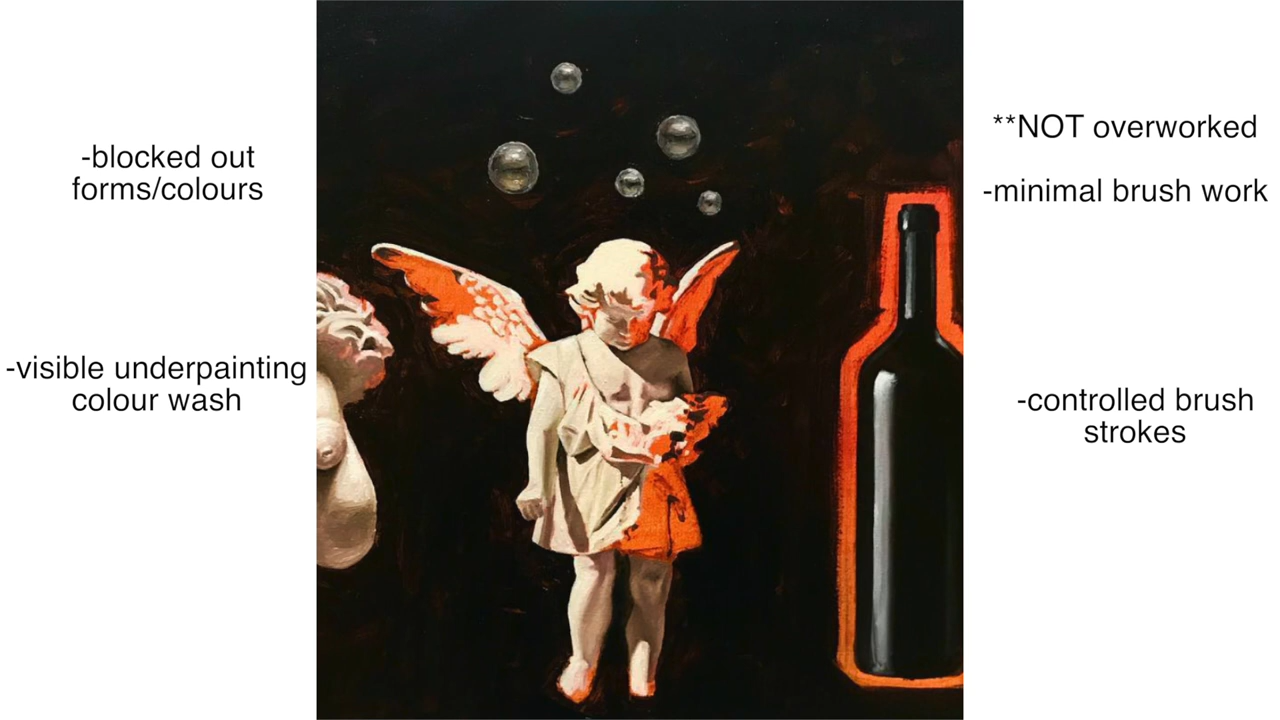 -blocked out
forms/colours
-visible underpainting
colour wash
**NOT overworked
-minimal brush work
-controlled brush
strokes